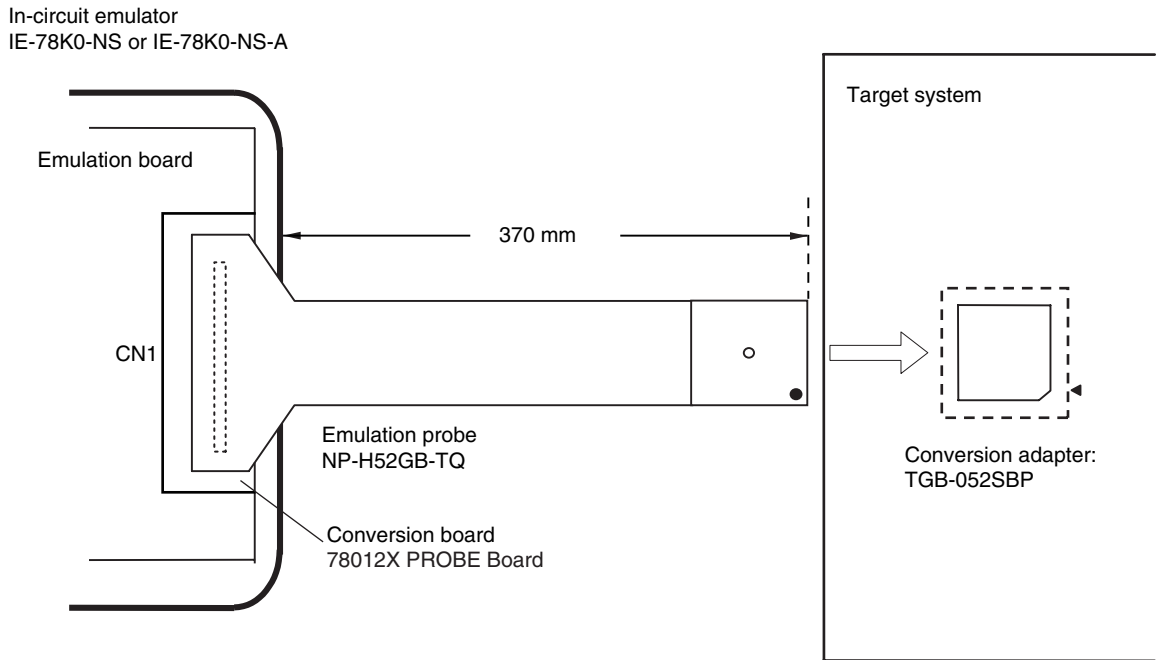 In-circuit emulator
IE-78K0-NS or IE-78K0-NS-A
Target system
Emulation board
370 mm
CN1
Emulation probe
NP-H52GB-TQ
Conversion adapter:
TGB-052SBP
Conversion board
78012X PROBE Board